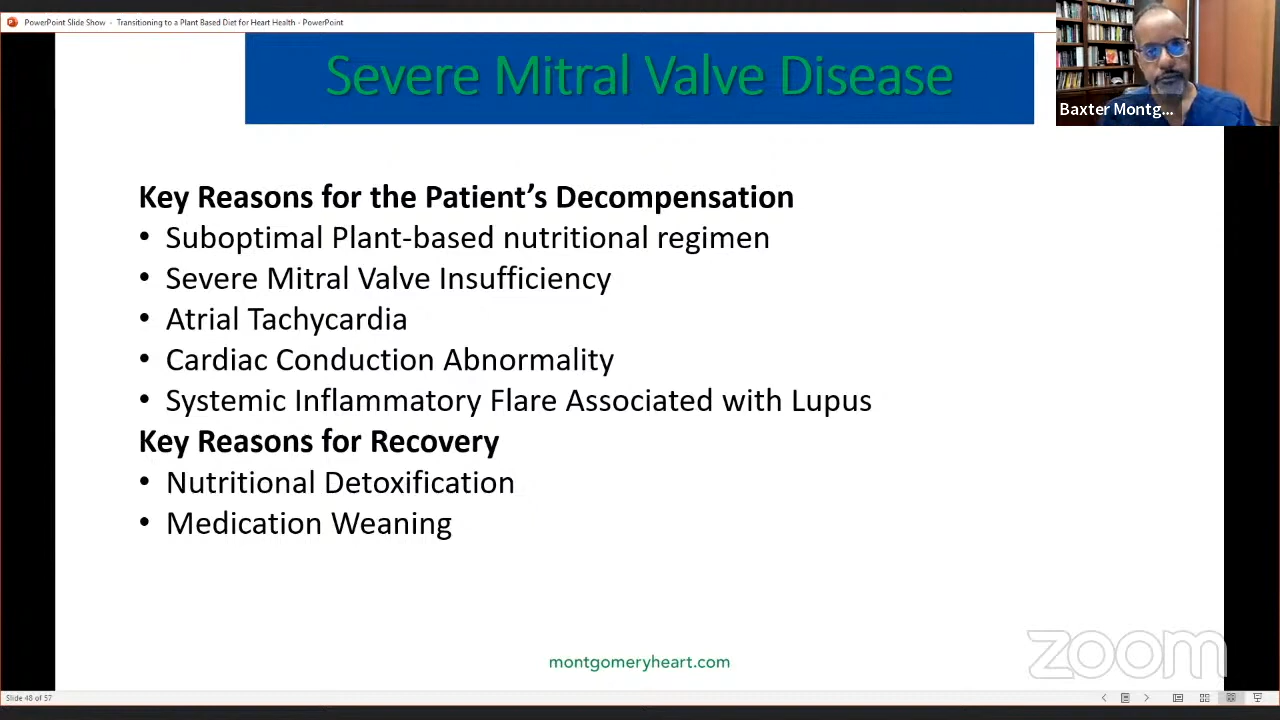 PowerPoint Slide Show - Transitioning to a Plant Based Diet for Heart Health - PowerPoint
Severe Mitral Valve Disease
Baxter Montg...
Key Reasons for the Patient's Decompensation
• Suboptimal Plant-based nutritional regimen
• Severe Mitral Valve Insufficiency
• Atrial Tachycardia
• Cardiac Conduction Abnormality
• Systemic Inflammatory Flare Associated with Lupus
Key Reasons for Recovery
• Nutritional Detoxification
• Medication Weaning
montgomeryheart.com
zoom
Slide 48 of 57